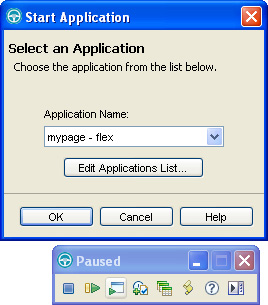 Start Application
Select an Application
Choose the application from the list below.
Application Name:
mypage - flex
Edit Applications List...
OK
Cancel
Help
Paused